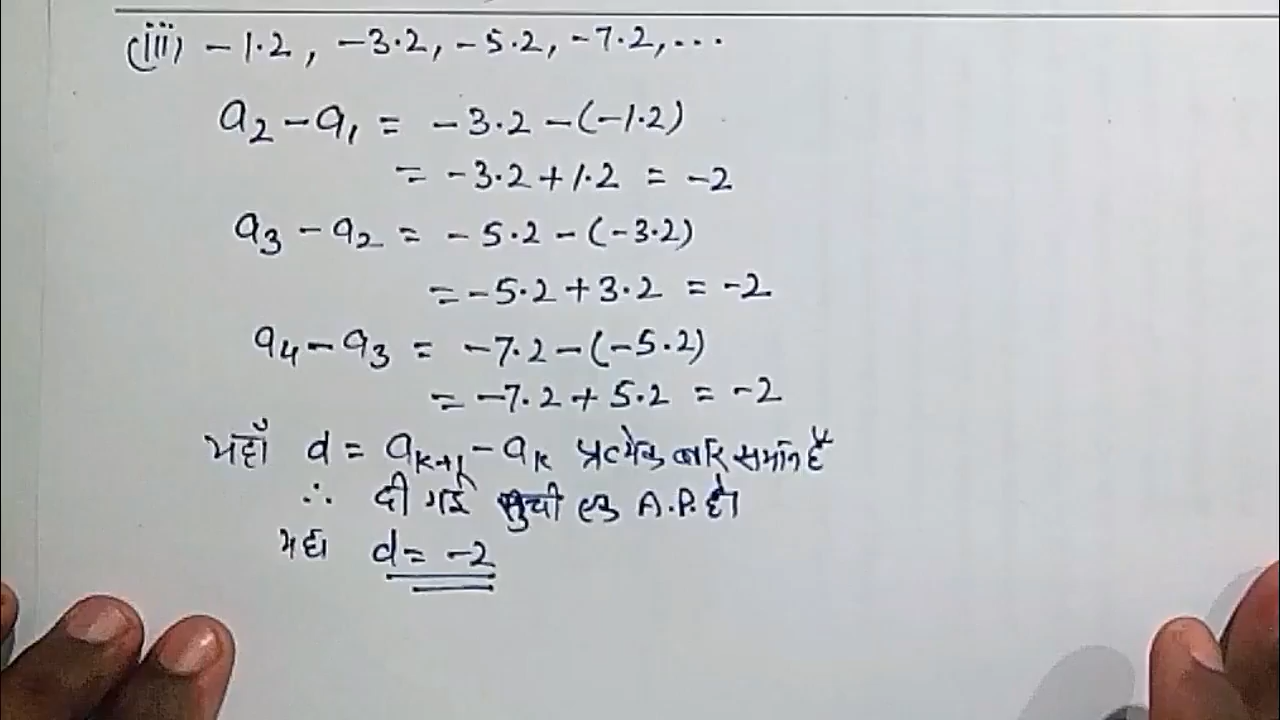 (iii) -1.2, -3.2, -5.2, -7.2, ...
a₂ - a₁ = -3.2 - (-1.2)
= -3.2 + 1.2 = -2
a₃ - a₂ = -5.2 - (-3.2)
= -5.2 + 3.2 = -2
a₄ - a₃ = -7.2 - (-5.2)
= -7.2 + 5.2 = -2
यहाँ d = aₖ₊₁ - aₖ प्रत्येक बार समान है
∴ दी गई सुची एक A.P. है।
यहाँ d = -2